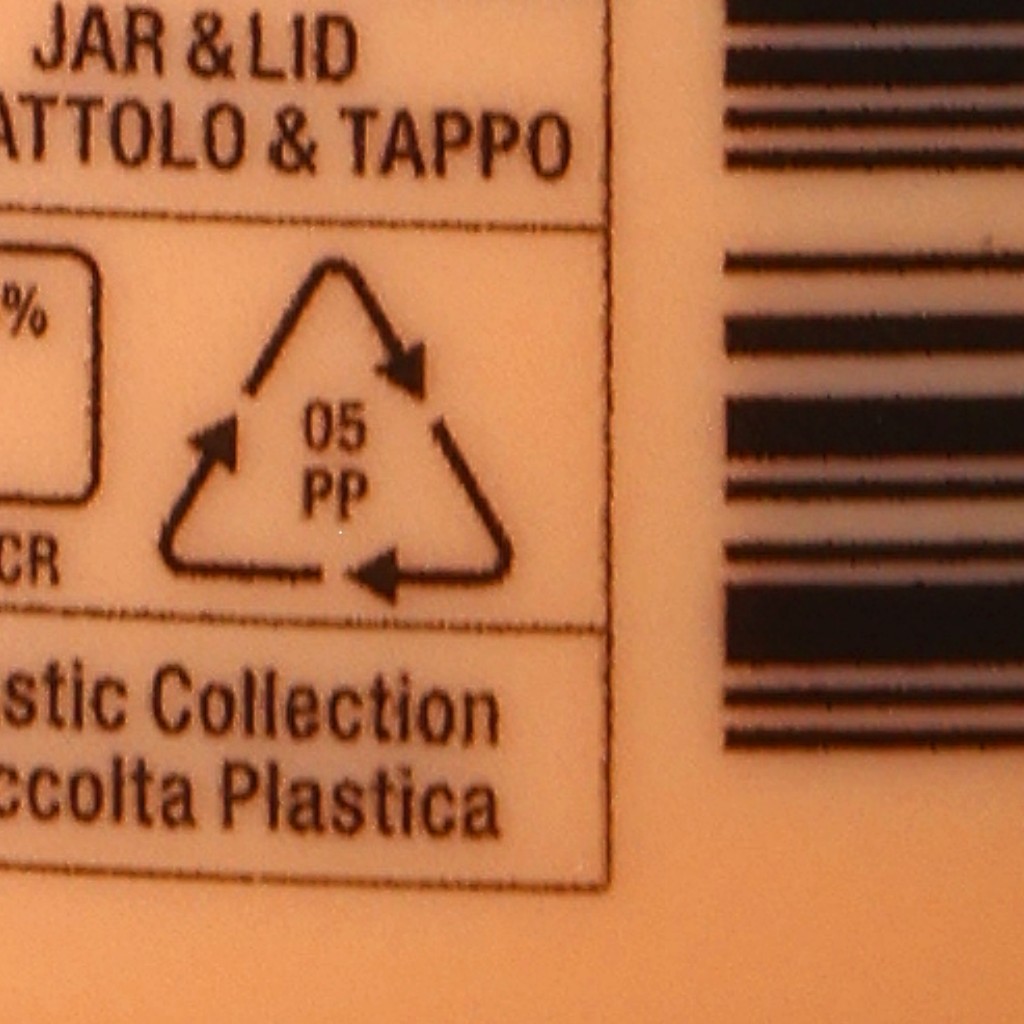 JAR & LID
ATTOLO & TAPPO
%
05
PP
CR
stic Collection
ccolta Plastica